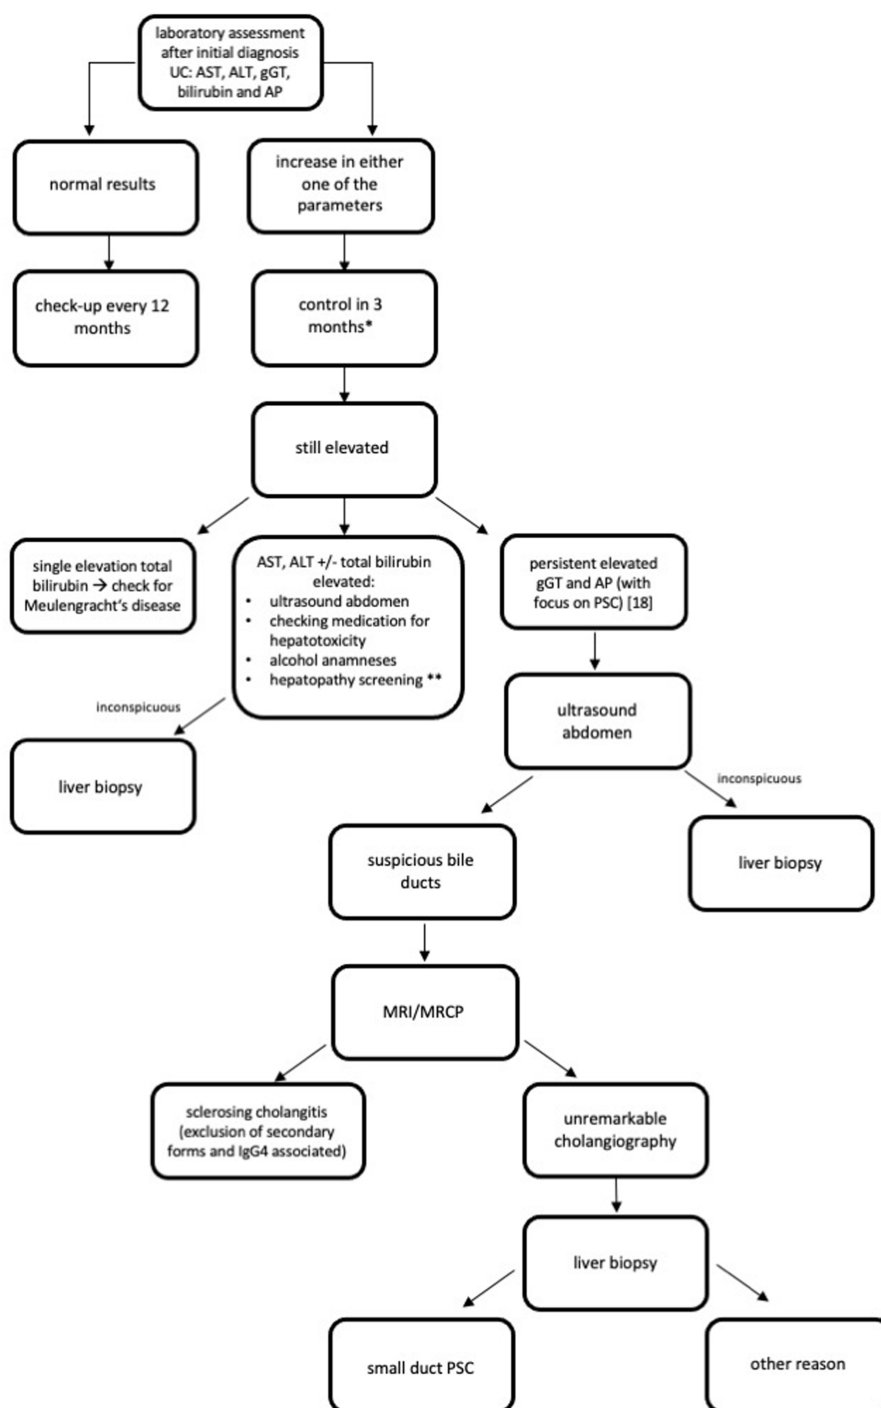 laboratory assessment
after initial diagnosis
UC: AST, ALT, gGT,
bilirubin and AP
normal results
increase in either
one of the
parameters
check-up every 12
months
control in 3
months*
still elevated
single elevation total
bilirubin → check for
Meulengracht's disease
AST, ALT +/- total bilirubin
elevated:
• ultrasound abdomen
• checking medication for
hepatotoxicity
• alcohol anamneses
• hepatopathy screening **
persistent elevated
gGT and AP (with
focus on PSC) [18]
inconspicuous
liver biopsy
ultrasound
abdomen
inconspicuous
suspicious bile
ducts
liver biopsy
MRI/MRCP
sclerosing cholangitis
(exclusion of secondary
forms and IgG4 associated)
unremarkable
cholangiography
liver biopsy
small duct PSC
other reason